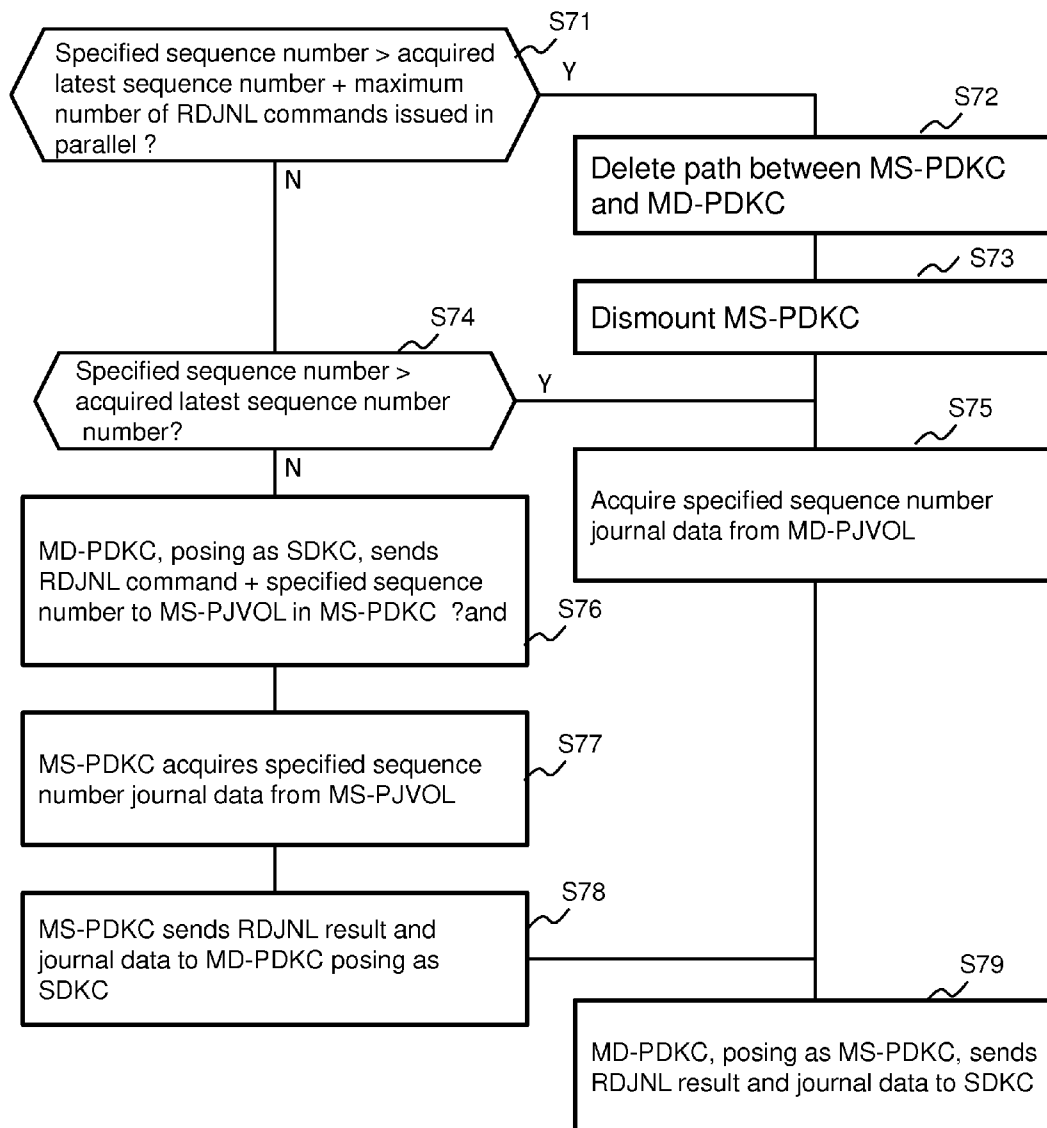 S71
Specified sequence number > acquired
latest sequence number + maximum
number of RDJNL commands issued in
parallel ?
Y
N
S72
Delete path between MS-PDKC
and MD-PDKC
S73
Dismount MS-PDKC
S74
Specified sequence number >
acquired latest sequence number
number?
Y
N
S75
Acquire specified sequence number
journal data from MD-PJVOL
MD-PDKC, posing as SDKC, sends
RDJNL command + specified sequence
number to MS-PJVOL in MS-PDKC ?and
S76
S77
MS-PDKC acquires specified sequence
number journal data from MS-PJVOL
S78
MS-PDKC sends RDJNL result and
journal data to MD-PDKC posing as
SDKC
S79
MD-PDKC, posing as MS-PDKC, sends
RDJNL result and journal data to SDKC